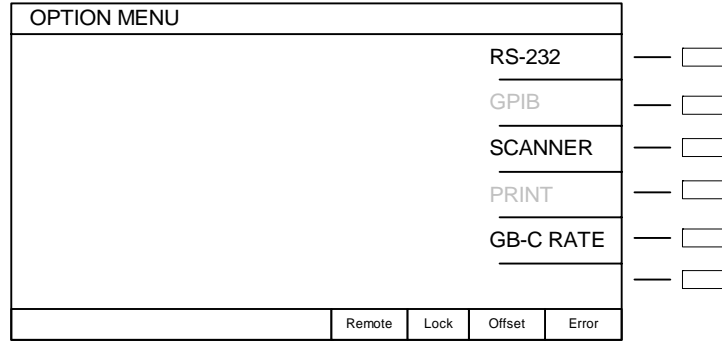 OPTION MENU
RS-232
GPIB
SCANNER
PRINT
GB-C RATE
Remote Lock Offset Error